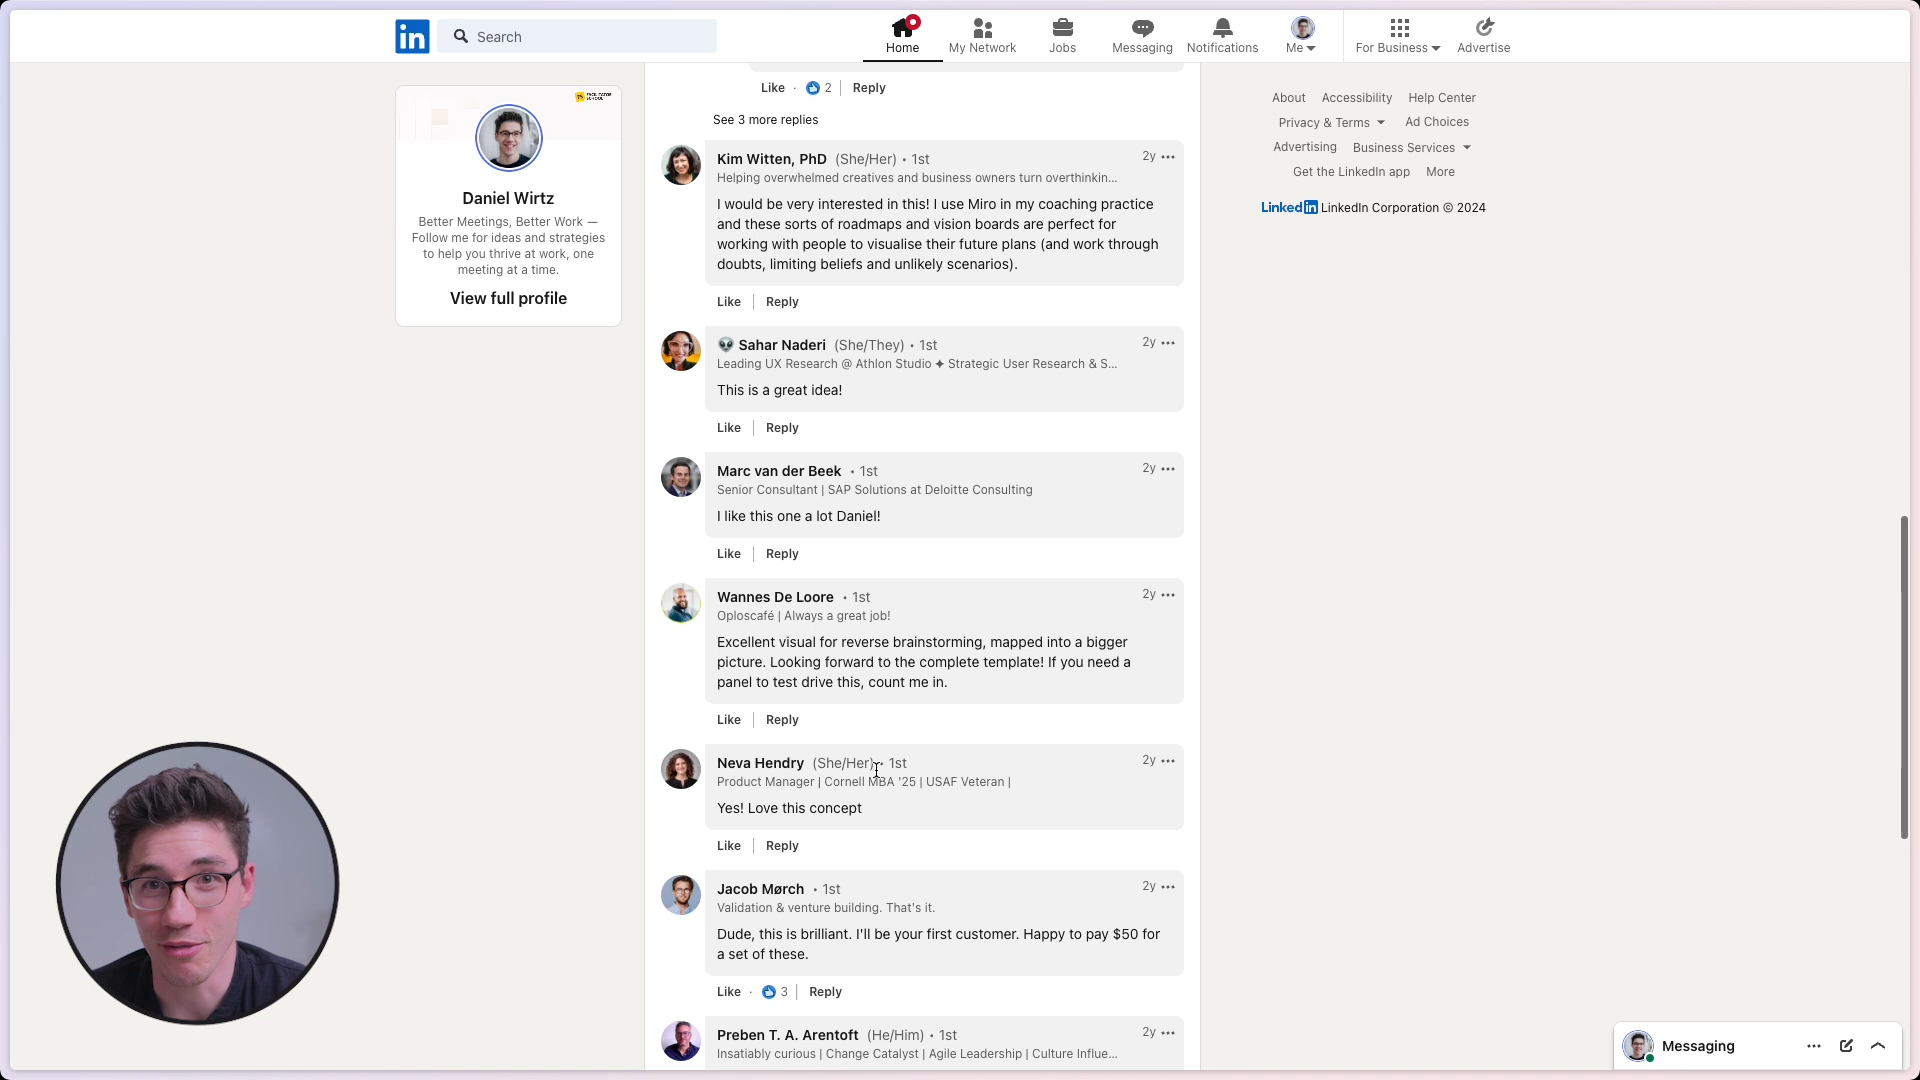 in
Search
Home
My Network
Jobs
Messaging
Notifications
Me
For Business
Advertise
Daniel Wirtz
Better Meetings, Better Work —
Follow me for ideas and strategies
to help you thrive at work, one
meeting at a time.
View full profile
Like · 2 Reply
See 3 more replies
Kim Witten, PhD (She/Her) • 1st 2y
Helping overwhelmed creatives and business owners turn overthinkin...
I would be very interested in this! I use Miro in my coaching practice
and these sorts of roadmaps and vision boards are perfect for
working with people to visualise their future plans (and work through
doubts, limiting beliefs and unlikely scenarios).
Like Reply
👽 Sahar Naderi (She/They) • 1st 2y
Leading UX Research @ Athlon Studio ✦ Strategic User Research & S...
This is a great idea!
Like Reply
Marc van der Beek • 1st 2y
Senior Consultant | SAP Solutions at Deloitte Consulting
I like this one a lot Daniel!
Like Reply
Wannes De Loore • 1st 2y
Oploscafé | Always a great job!
Excellent visual for reverse brainstorming, mapped into a bigger
picture. Looking forward to the complete template! If you need a
panel to test drive this, count me in.
Like Reply
Neva Hendry (She/Her) • 1st 2y
Product Manager | Cornell MBA '25 | USAF Veteran |
Yes! Love this concept
Like Reply
Jacob Mørch • 1st 2y
Validation & venture building. That's it.
Dude, this is brilliant. I'll be your first customer. Happy to pay $50 for
a set of these.
Like · 3 Reply
Preben T. A. Arentoft (He/Him) • 1st 2y
Insatiably curious | Change Catalyst | Agile Leadership | Culture Influe...
About Accessibility Help Center
Privacy & Terms Ad Choices
Advertising Business Services
Get the LinkedIn app More
LinkedIn LinkedIn Corporation © 2024
Messaging